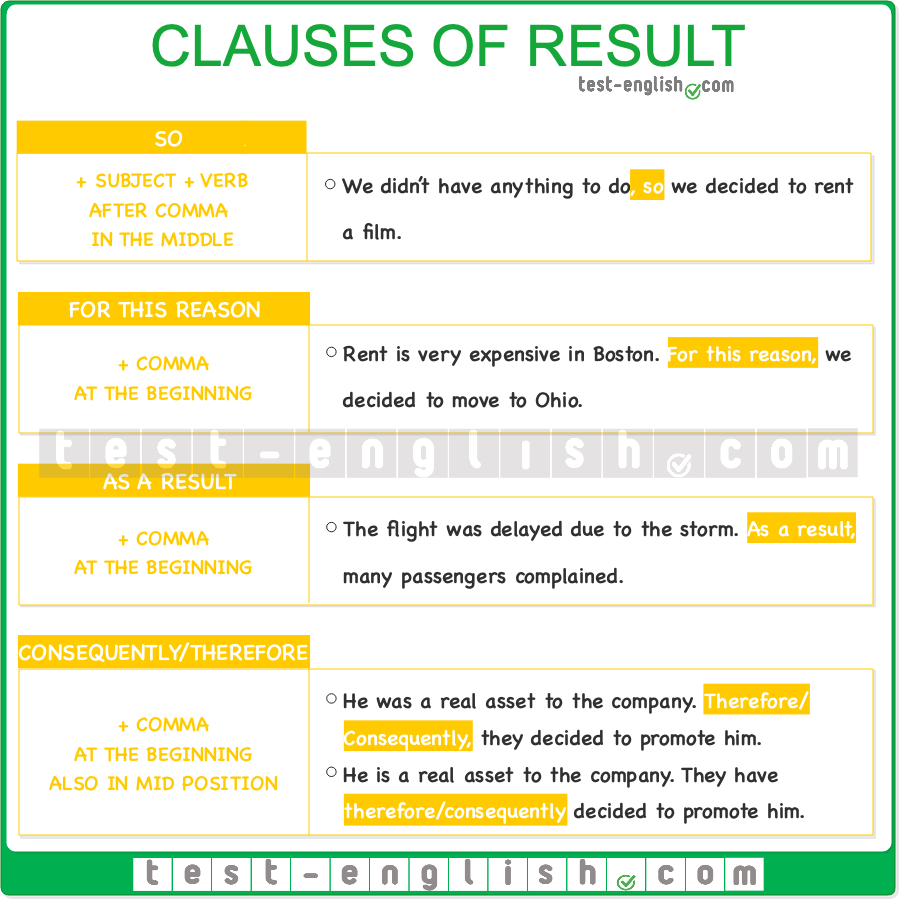 CLAUSES OF RESULT
test-english.com
SO
+ SUBJECT + VERB
AFTER COMMA
IN THE MIDDLE
We didn't have anything to do, so we decided to rent
a film.
FOR THIS REASON
+ COMMA
AT THE BEGINNING
Rent is very expensive in Boston. For this reason, we
decided to move to Ohio.
test-english.com
AS A RESULT
+ COMMA
AT THE BEGINNING
The flight was delayed due to the storm. As a result,
many passengers complained.
CONSEQUENTLY/THEREFORE
+ COMMA
AT THE BEGINNING
ALSO IN MID POSITION
He was a real asset to the company. Therefore/
Consequently, they decided to promote him.
He is a real asset to the company. They have
therefore/consequently decided to promote him.
test-english.com